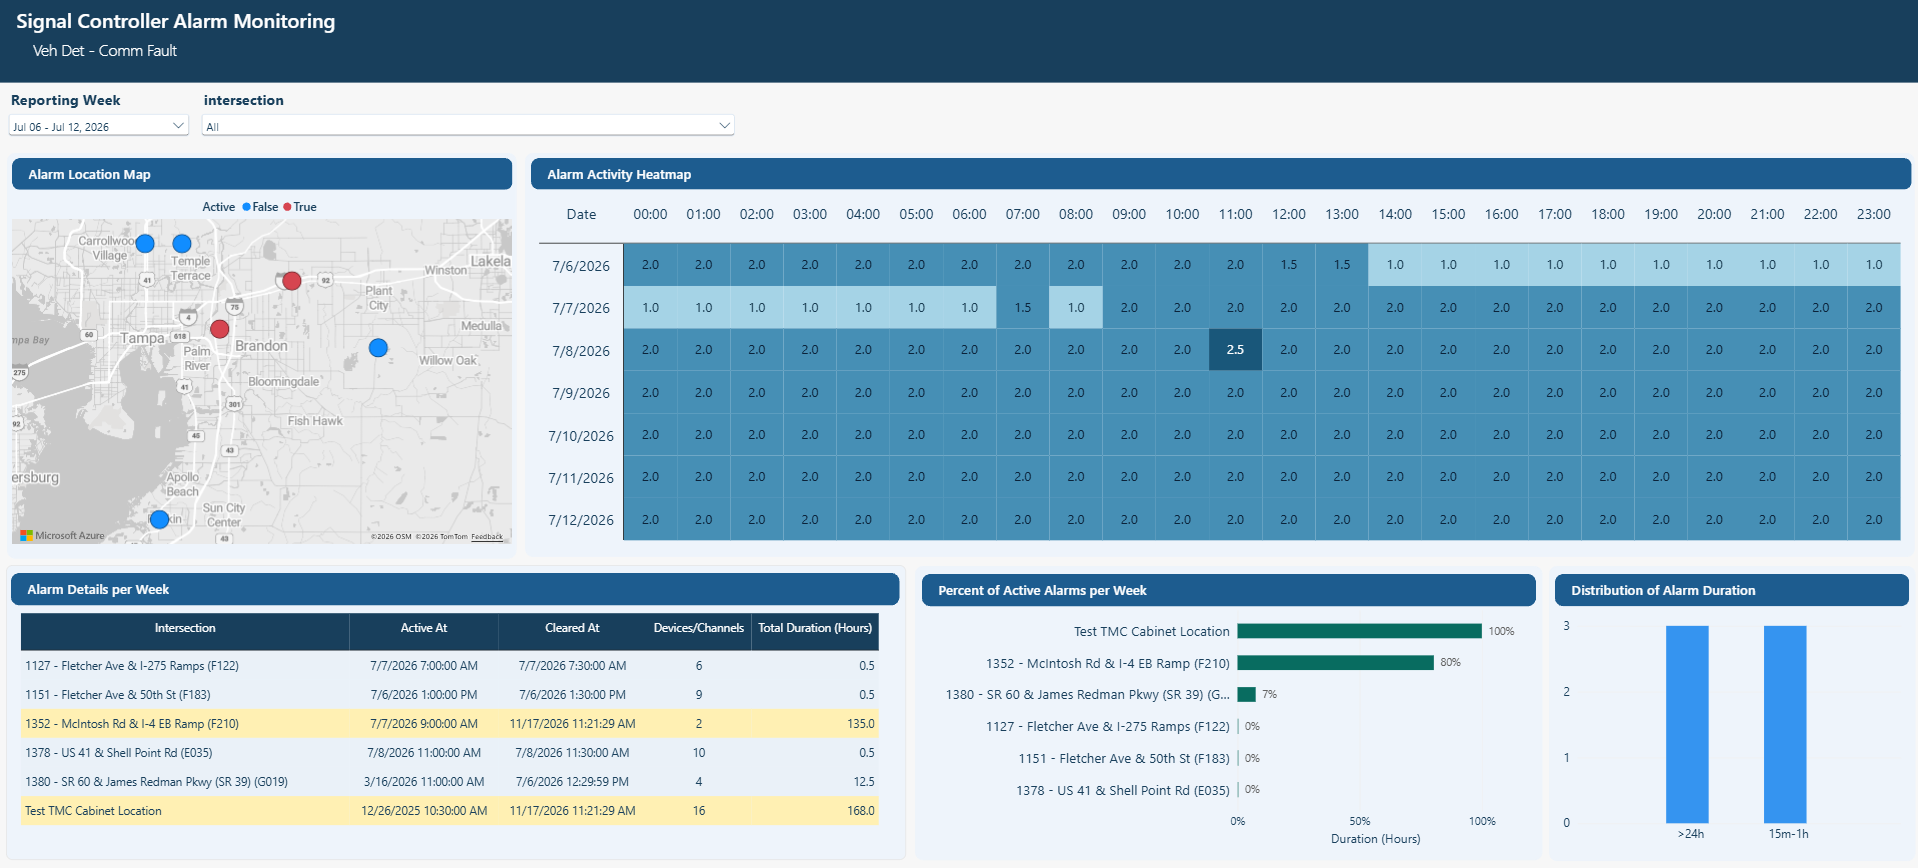 Signal Controller Alarm Monitoring
Veh Det - Comm Fault
Reporting Week
intersection
Jul 06 - Jul 12, 2026
All
Alarm Location Map
Active False True
Carrollwoo
Village
Temple
Terrace
41
92
Winston
Lakela
Plant
City
75
4
mpa Bay
60
Tampa
618
Brandon
Medulla
Palm
River
Willow Oak
275
Bloomingdale
41
301
92
Fish Hawk
45
43
ersburg
Apollo
Beach
Sun City
Center
kin
43
Microsoft Azure
©2026 OSM ©2026 TomTom Feedback
Alarm Activity Heatmap
Date 00:00 01:00 02:00 03:00 04:00 05:00 06:00 07:00 08:00 09:00 10:00 11:00 12:00 13:00 14:00 15:00 16:00 17:00 18:00 19:00 20:00 21:00 22:00 23:00
7/6/2026 2.0 2.0 2.0 2.0 2.0 2.0 2.0 2.0 2.0 2.0 2.0 2.0 1.5 1.5 1.0 1.0 1.0 1.0 1.0 1.0 1.0 1.0 1.0 1.0
7/7/2026 1.0 1.0 1.0 1.0 1.0 1.0 1.0 1.5 1.0 2.0 2.0 2.0 2.0 2.0 2.0 2.0 2.0 2.0 2.0 2.0 2.0 2.0 2.0 2.0
7/8/2026 2.0 2.0 2.0 2.0 2.0 2.0 2.0 2.0 2.0 2.0 2.0 2.5 2.0 2.0 2.0 2.0 2.0 2.0 2.0 2.0 2.0 2.0 2.0 2.0
7/9/2026 2.0 2.0 2.0 2.0 2.0 2.0 2.0 2.0 2.0 2.0 2.0 2.0 2.0 2.0 2.0 2.0 2.0 2.0 2.0 2.0 2.0 2.0 2.0 2.0
7/10/2026 2.0 2.0 2.0 2.0 2.0 2.0 2.0 2.0 2.0 2.0 2.0 2.0 2.0 2.0 2.0 2.0 2.0 2.0 2.0 2.0 2.0 2.0 2.0 2.0
7/11/2026 2.0 2.0 2.0 2.0 2.0 2.0 2.0 2.0 2.0 2.0 2.0 2.0 2.0 2.0 2.0 2.0 2.0 2.0 2.0 2.0 2.0 2.0 2.0 2.0
7/12/2026 2.0 2.0 2.0 2.0 2.0 2.0 2.0 2.0 2.0 2.0 2.0 2.0 2.0 2.0 2.0 2.0 2.0 2.0 2.0 2.0 2.0 2.0 2.0 2.0
Alarm Details per Week
Intersection Active At Cleared At Devices/Channels Total Duration (Hours)
1127 - Fletcher Ave & I-275 Ramps (F122) 7/7/2026 7:00:00 AM 7/7/2026 7:30:00 AM 6 0.5
1151 - Fletcher Ave & 50th St (F183) 7/6/2026 1:00:00 PM 7/6/2026 1:30:00 PM 9 0.5
1352 - McIntosh Rd & I-4 EB Ramp (F210) 7/7/2026 9:00:00 AM 11/17/2026 11:21:29 AM 2 135.0
1378 - US 41 & Shell Point Rd (E035) 7/8/2026 11:00:00 AM 7/8/2026 11:30:00 AM 10 0.5
1380 - SR 60 & James Redman Pkwy (SR 39) (G019) 3/16/2026 11:00:00 AM 7/6/2026 12:29:59 PM 4 12.5
Test TMC Cabinet Location 12/26/2025 10:30:00 AM 11/17/2026 11:21:29 AM 16 168.0
Percent of Active Alarms per Week
Test TMC Cabinet Location 100%
1352 - McIntosh Rd & I-4 EB Ramp (F210) 80%
1380 - SR 60 & James Redman Pkwy (SR 39) (G... 7%
1127 - Fletcher Ave & I-275 Ramps (F122) 0%
1151 - Fletcher Ave & 50th St (F183) 0%
1378 - US 41 & Shell Point Rd (E035) 0%
0% 50% 100%
Duration (Hours)
Distribution of Alarm Duration
3
2
1
0
>24h 15m-1h